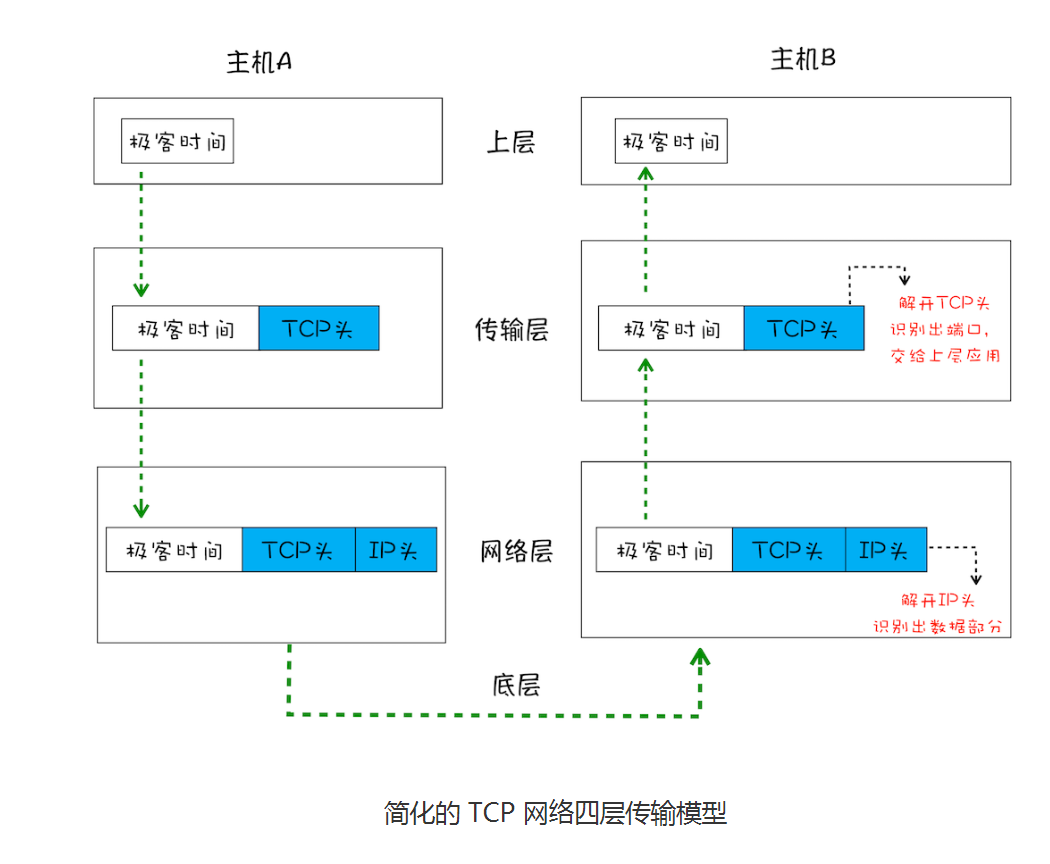 主机A
主机B
极客时间
上层
极客时间
极客时间
TCP头
传输层
极客时间
TCP头
解开TCP头
识别出端口，
交给上层应用
极客时间
TCP头
IP头
网络层
极客时间
TCP头
IP头
解开IP头
识别出数据部分
底层
简化的 TCP 网络四层传输模型